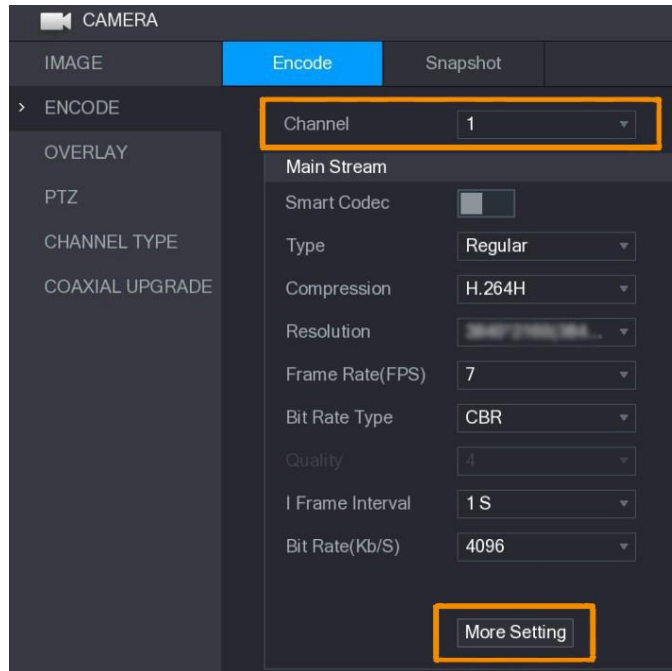 CAMERA
IMAGE
Encode Snapshot
ENCODE
Channel 1
OVERLAY
Main Stream
PTZ
Smart Codec
CHANNEL TYPE
Type Regular
COAXIAL UPGRADE
Compression H.264H
Resolution
Frame Rate(FPS) 7
Bit Rate Type CBR
Quality 4
I Frame Interval 1 S
Bit Rate(Kb/S) 4096
More Setting